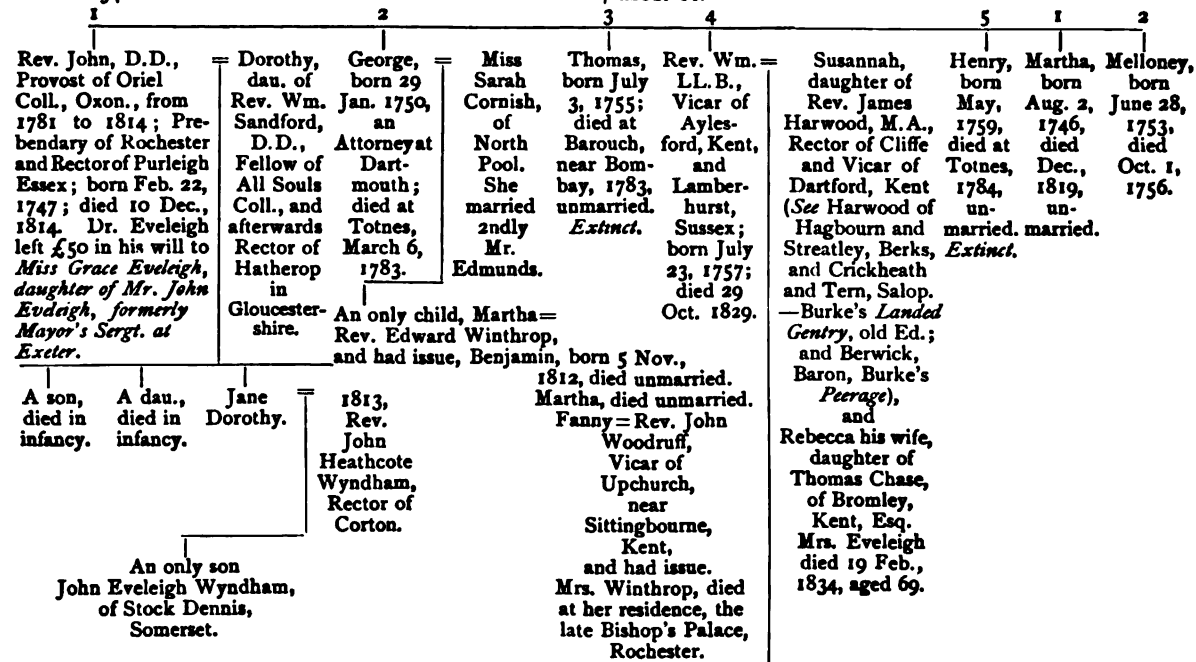 1 2 3 4 5 1 2
Rev. John, D.D.,
Provost of Oriel
Coll., Oxon., from
1781 to 1814; Pre-
bendary of Rochester
and Rector of Purleigh
Essex; born Feb. 22,
1747; died 10 Dec.,
1814. Dr. Eveleigh
left £50 in his will to
Miss Grace Eveleigh,
daughter of Mr. John
Evdeigh, formerly
Mayor's Sergt. at
Exeter.
=
Dorothy,
dau. of
Rev. Wm.
Sandford,
D.D.,
Fellow of
All Souls
Coll., and
afterwards
Rector of
Hatherop
in
Gloucester-
shire.
George,
born 29
Jan. 1750,
an
Attorney at
Dart-
mouth;
died at
Totnes,
March 6,
1783.
=
Miss
Sarah
Cornish,
of
North
Pool.
She
married
2ndly
Mr.
Edmunds.
Thomas,
born July
3, 1755;
died at
Barouch,
near Bom-
bay, 1783,
unmarried.
Extinct.
Rev. Wm.=
LL.B.,
Vicar of
Ayles-
ford, Kent,
and
Lamber-
hurst,
Sussex;
born July
23, 1757;
died 29
Oct. 1829.
Susannah,
daughter of
Rev. James
Harwood, M.A.,
Rector of Cliffe
and Vicar of
Dartford, Kent
(See Harwood of
Hagbourn and
Streatley, Berks,
and Crickheath
and Tern, Salop.
—Burke's Landed
Gentry, old Ed.;
and Berwick,
Baron, Burke's
Peerage),
and
Rebecca his wife,
daughter of
Thomas Chase,
of Bromley,
Kent, Esq.
Mrs. Eveleigh
died 19 Feb.,
1834, aged 69.
Henry,
born
May,
1759,
died at
Totnes,
1784,
un-
married.
Extinct.
Martha,
born
Aug. 2,
1746,
died
Dec.,
1819,
un-
married.
Melloney,
born
June 28,
1753,
died
Oct. 1,
1756.
An only child, Martha=
Rev. Edward Winthrop,
and had issue, Benjamin, born 5 Nov.,
1812, died unmarried.
Martha, died unmarried.
Fanny=Rev. John
Woodruff,
Vicar of
Upchurch,
near
Sittingbourne,
Kent,
and had issue.
Mrs. Winthrop, died
at her residence, the
late Bishop's Palace,
Rochester.
A son,
died in
infancy.
A dau.,
died in
infancy.
Jane
Dorothy.
=
1813,
Rev.
John
Heathcote
Wyndham,
Rector of
Corton.
An only son
John Eveleigh Wyndham,
of Stock Dennis,
Somerset.